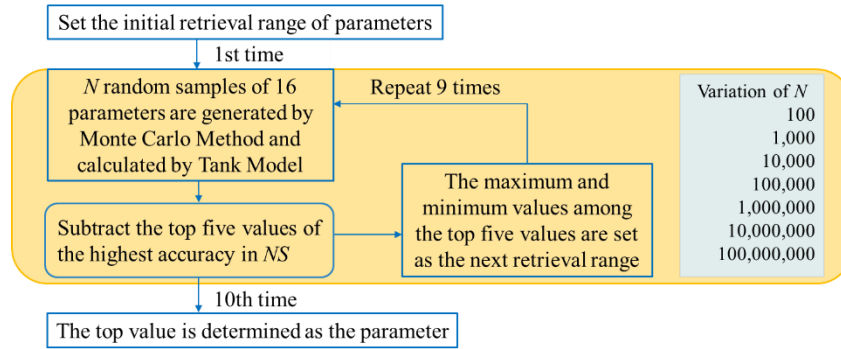 Set the initial retrieval range of parameters
1st time
N random samples of 16
parameters are generated by
Monte Carlo Method and
calculated by Tank Model
Repeat 9 times
Subtract the top five values of
the highest accuracy in NS
The maximum and
minimum values among
the top five values are set
as the next retrieval range
Variation of N
100
1,000
10,000
100,000
1,000,000
10,000,000
100,000,000
10th time
The top value is determined as the parameter